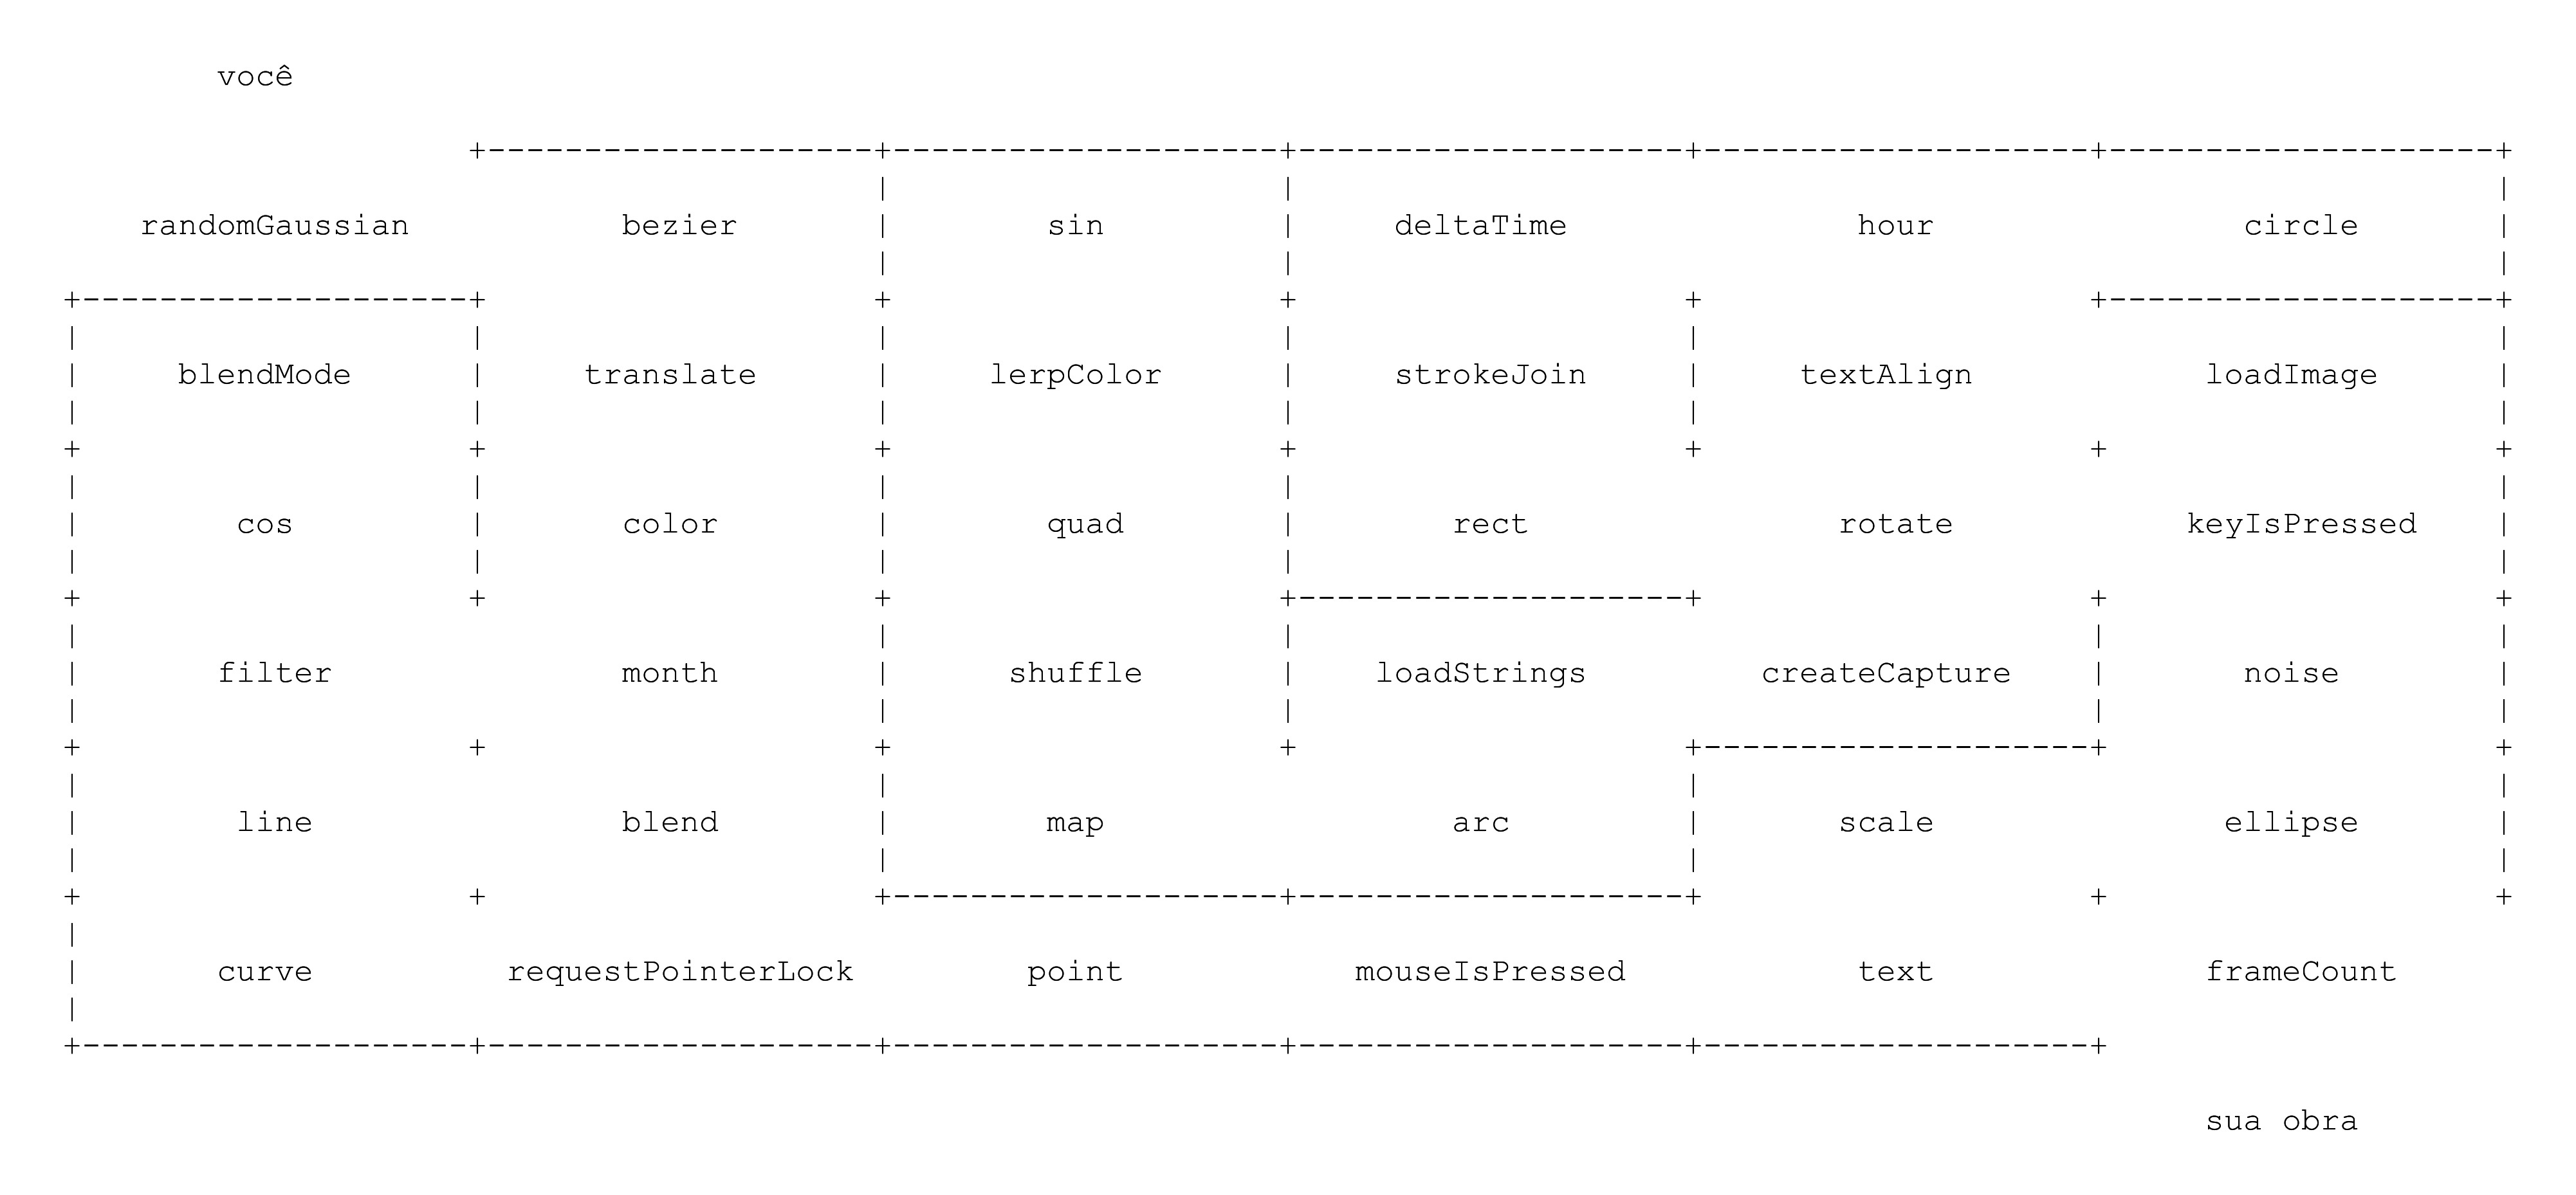 você
randomGaussian bezier sin deltaTime hour circle
blendMode translate lerpColor strokeJoin textAlign loadImage
cos color quad rect rotate keyIsPressed
filter month shuffle loadStrings createCapture noise
line blend map arc scale ellipse
curve requestPointerLock point mouseIsPressed text frameCount
sua obra